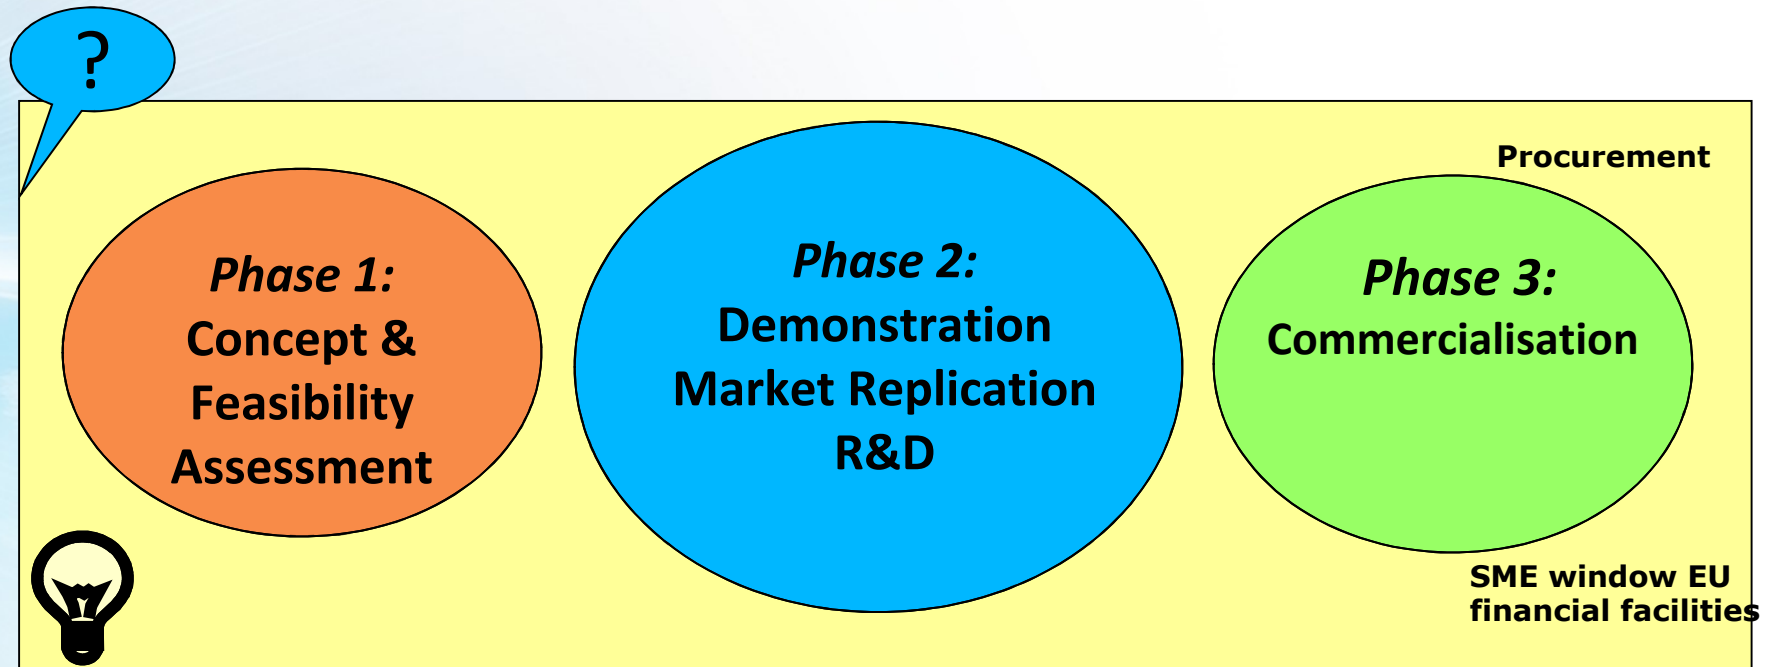 ?
Phase 1:
Concept &
Feasibility
Assessment
Phase 2:
Demonstration
Market Replication
R&D
Procurement
Phase 3:
Commercialisation
SME window EU
financial facilities